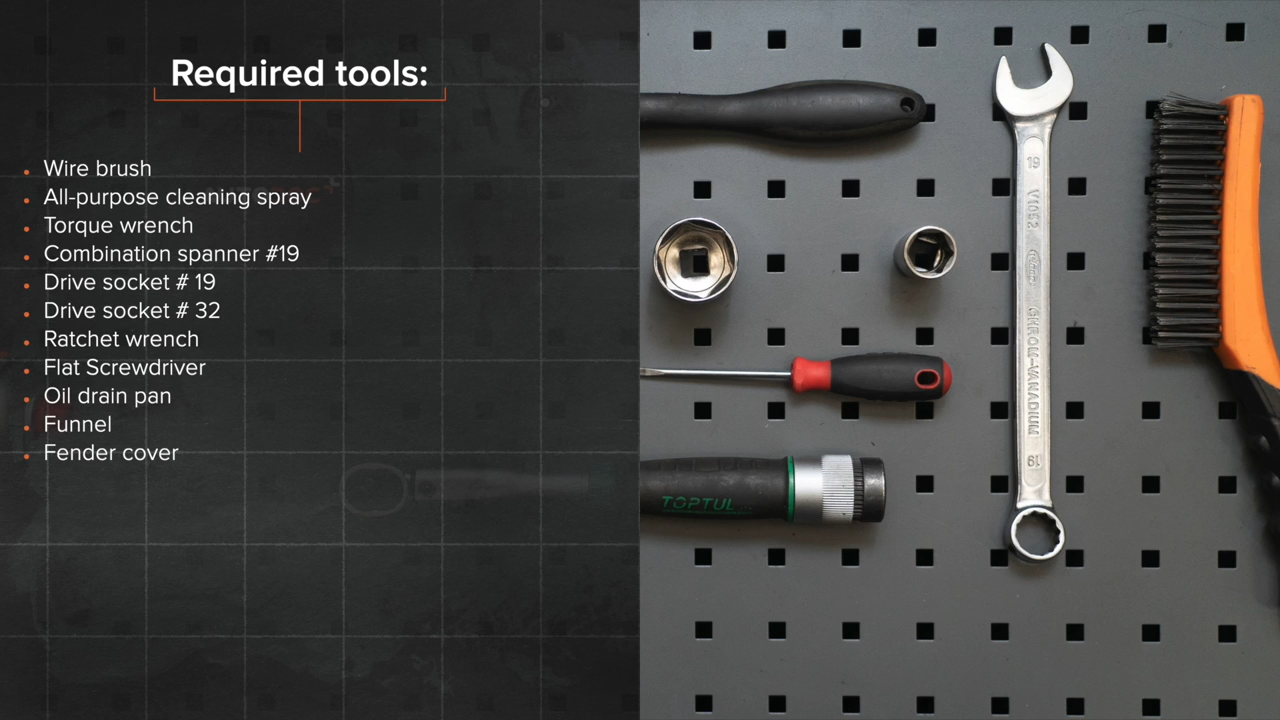 Required tools:
Wire brush
All-purpose cleaning spray
Torque wrench
Combination spanner #19
Drive socket # 19
Drive socket # 32
Ratchet wrench
Flat Screwdriver
Oil drain pan
Funnel
Fender cover
19
CHROM-VANADIUM
19
TOPTUL